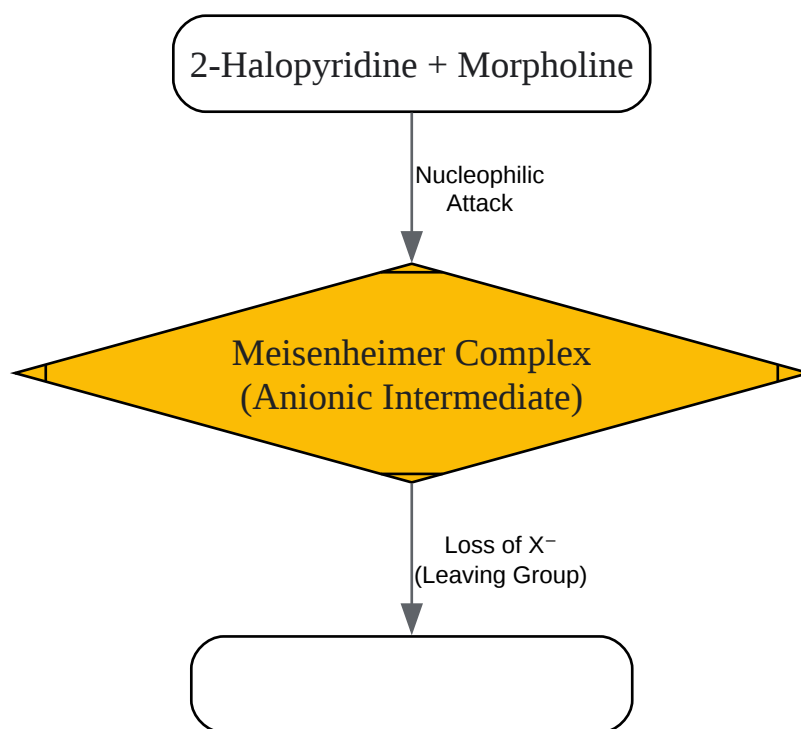 2-Halopyridine + Morpholine
Nucleophilic
Attack
Meisenheimer Complex
(Anionic Intermediate)
Loss of X⁻
(Leaving Group)